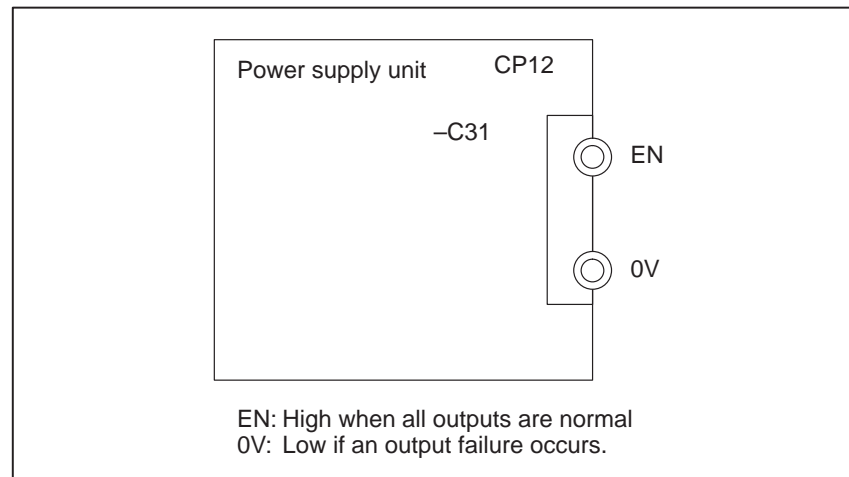 Power supply unit CP12
–C31
EN
0V
EN: High when all outputs are normal
0V: Low if an output failure occurs.